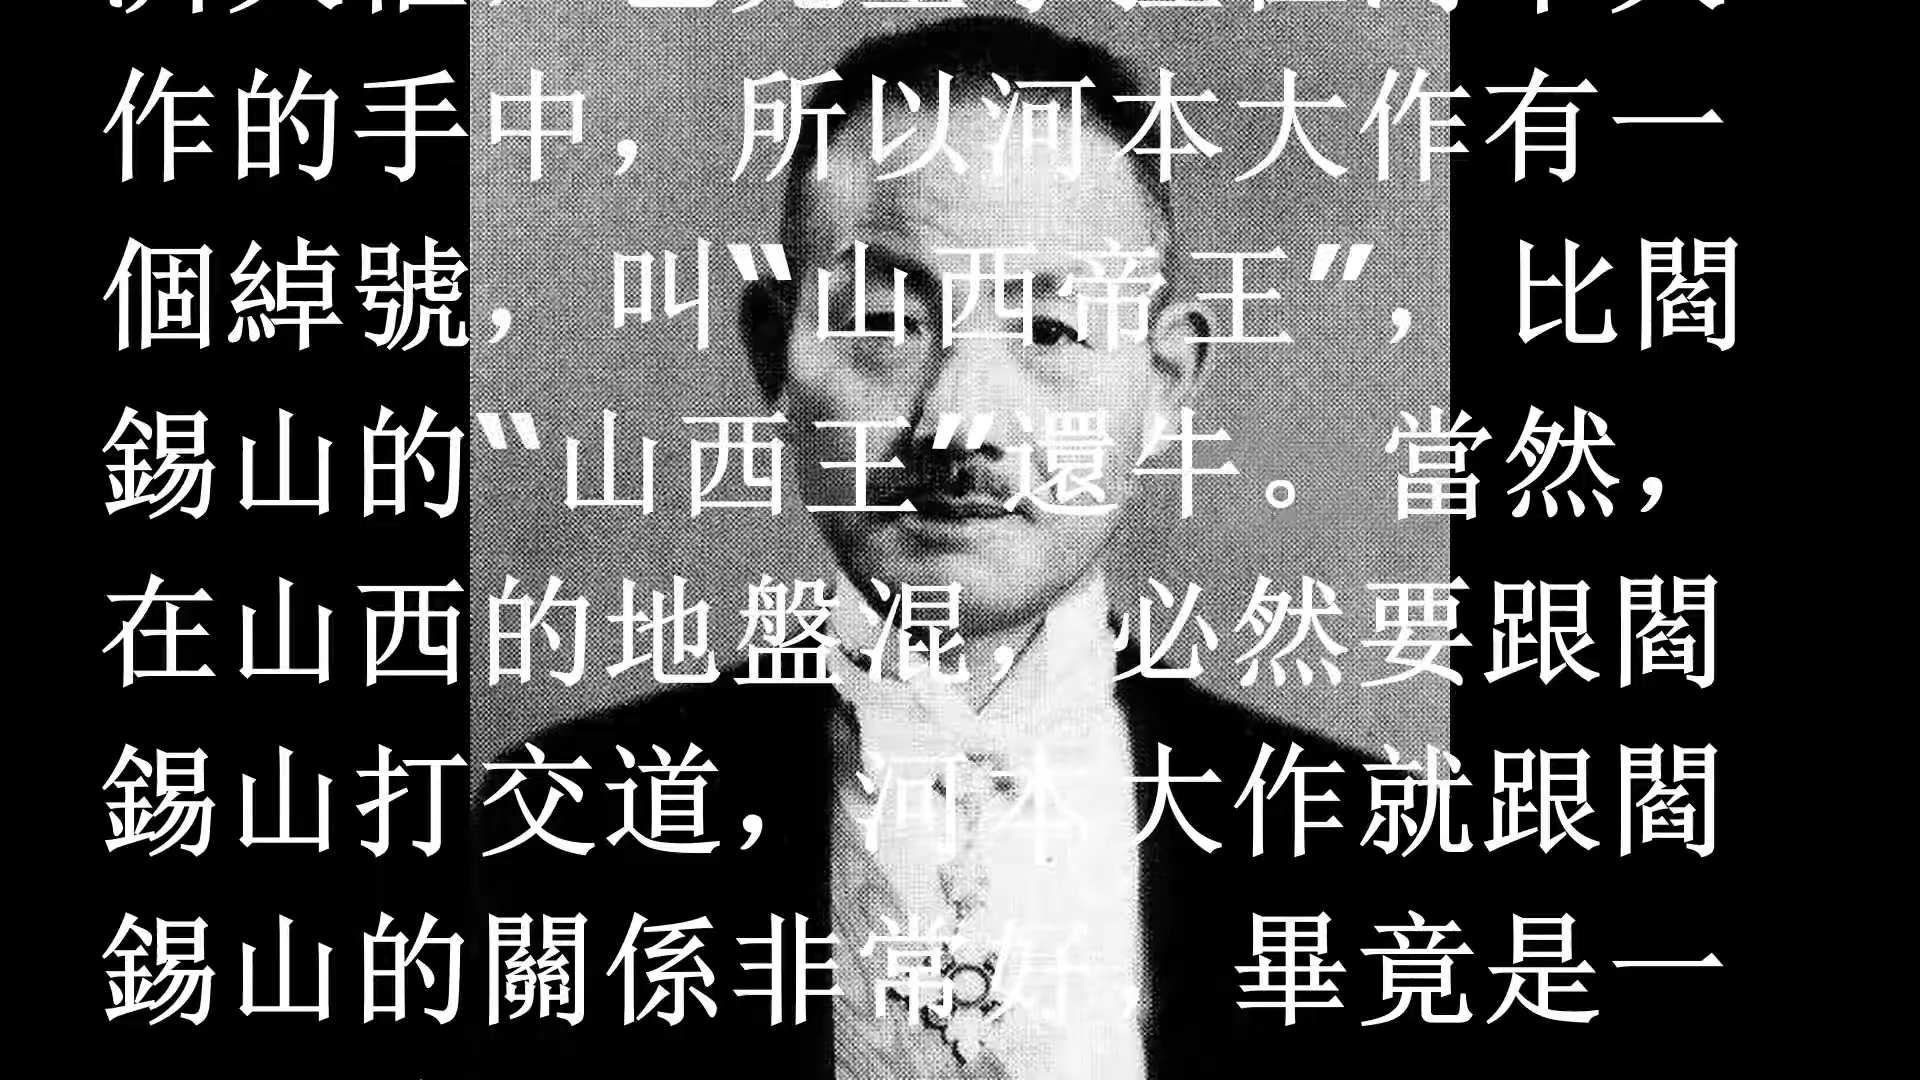 作的手中，所以河本大作有一
個綽號，叫“山西帝王”，比閻
錫山的“山西王”還牛。當然，
在山西的地盤混，必然要跟閻
錫山打交道，河本大作就跟閻
錫山的關係非常好，畢竟是一